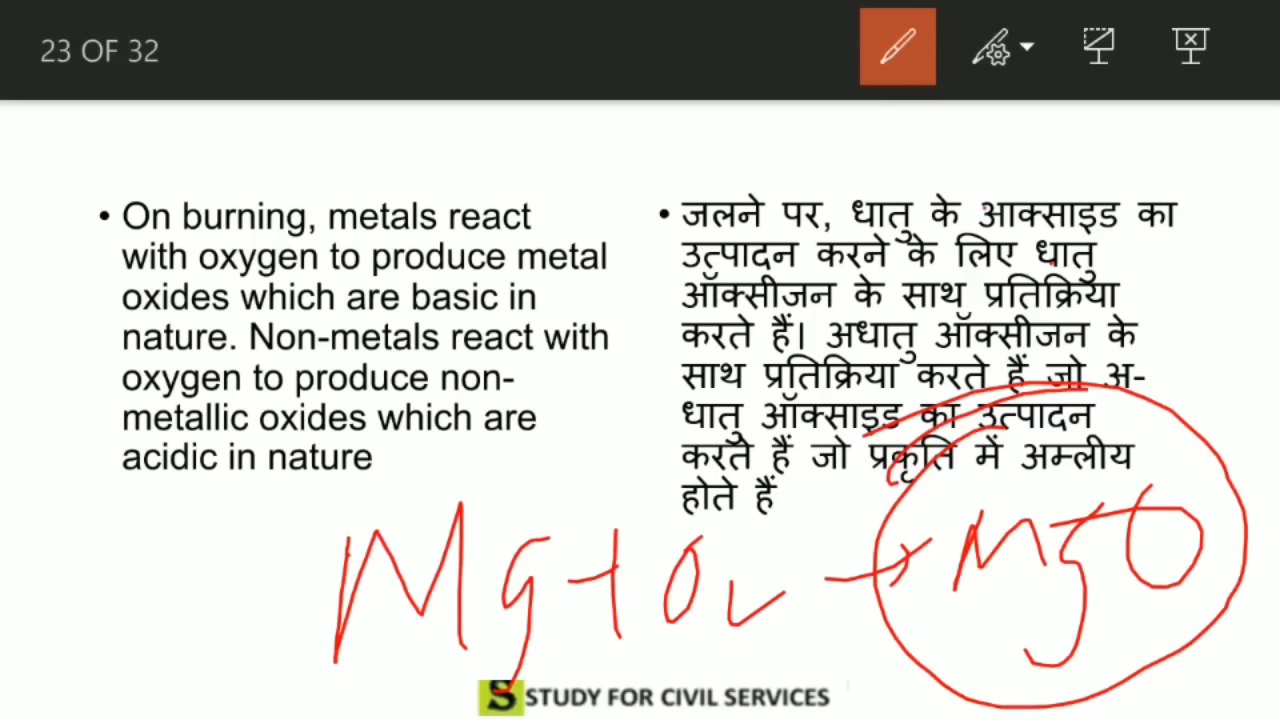 23 OF 32
• On burning, metals react
with oxygen to produce metal
oxides which are basic in
nature. Non-metals react with
oxygen to produce non-
metallic oxides which are
acidic in nature
• जलने पर, धातु के आक्साइड का
उत्पादन करने के लिए धातु
ऑक्सीजन के साथ प्रतिक्रिया
करते हैं। अधातु ऑक्सीजन के
साथ प्रतिक्रिया करते हैं जो अ-
धातु ऑक्साइड का उत्पादन
करते हैं जो प्रकृति में अम्लीय
होते हैं
Mg+O2 → MgO
S STUDY FOR CIVIL SERVICES